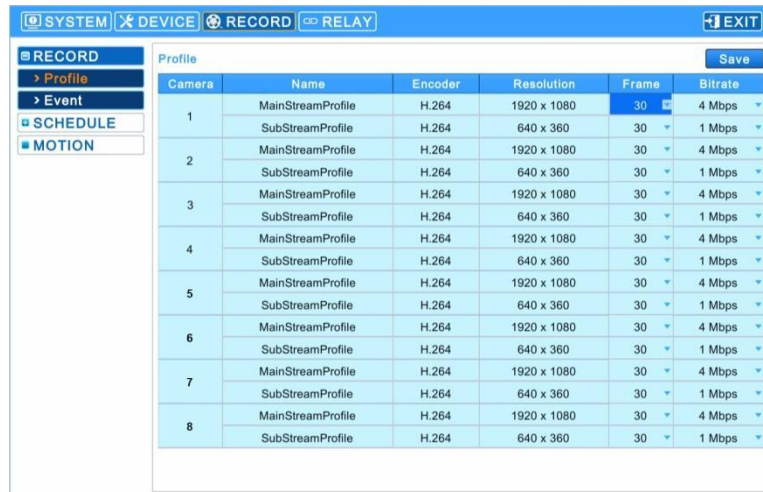 SYSTEM DEVICE RECORD RELAY EXIT
RECORD
> Profile
> Event
SCHEDULE
MOTION
Profile Save
Camera Name Encoder Resolution Frame Bitrate
1 MainStreamProfile H.264 1920 x 1080 30 4 Mbps
SubStreamProfile H.264 640 x 360 30 1 Mbps
2 MainStreamProfile H.264 1920 x 1080 30 4 Mbps
SubStreamProfile H.264 640 x 360 30 1 Mbps
3 MainStreamProfile H.264 1920 x 1080 30 4 Mbps
SubStreamProfile H.264 640 x 360 30 1 Mbps
4 MainStreamProfile H.264 1920 x 1080 30 4 Mbps
SubStreamProfile H.264 640 x 360 30 1 Mbps
5 MainStreamProfile H.264 1920 x 1080 30 4 Mbps
SubStreamProfile H.264 640 x 360 30 1 Mbps
6 MainStreamProfile H.264 1920 x 1080 30 4 Mbps
SubStreamProfile H.264 640 x 360 30 1 Mbps
7 MainStreamProfile H.264 1920 x 1080 30 4 Mbps
SubStreamProfile H.264 640 x 360 30 1 Mbps
8 MainStreamProfile H.264 1920 x 1080 30 4 Mbps
SubStreamProfile H.264 640 x 360 30 1 Mbps